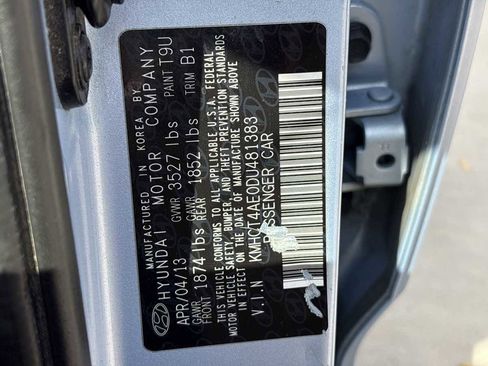 MANUFACTURED IN KOREA BY
HYUNDAI MOTOR COMPANY
APR/04/13 GVWR 3527 lbs PAINT T9U
GAWR FRONT 1874 lbs GAWR REAR 1852 lbs TRIM B1
THIS VEHICLE CONFORMS TO ALL APPLICABLE U.S.A. FEDERAL
MOTOR VEHICLE SAFETY, BUMPER, AND THEFT PREVENTION STANDARDS
IN EFFECT ON THE DATE OF MANUFACTURE SHOWN ABOVE
V.I.N KMHCT4AE0DU481383
PASSENGER CAR